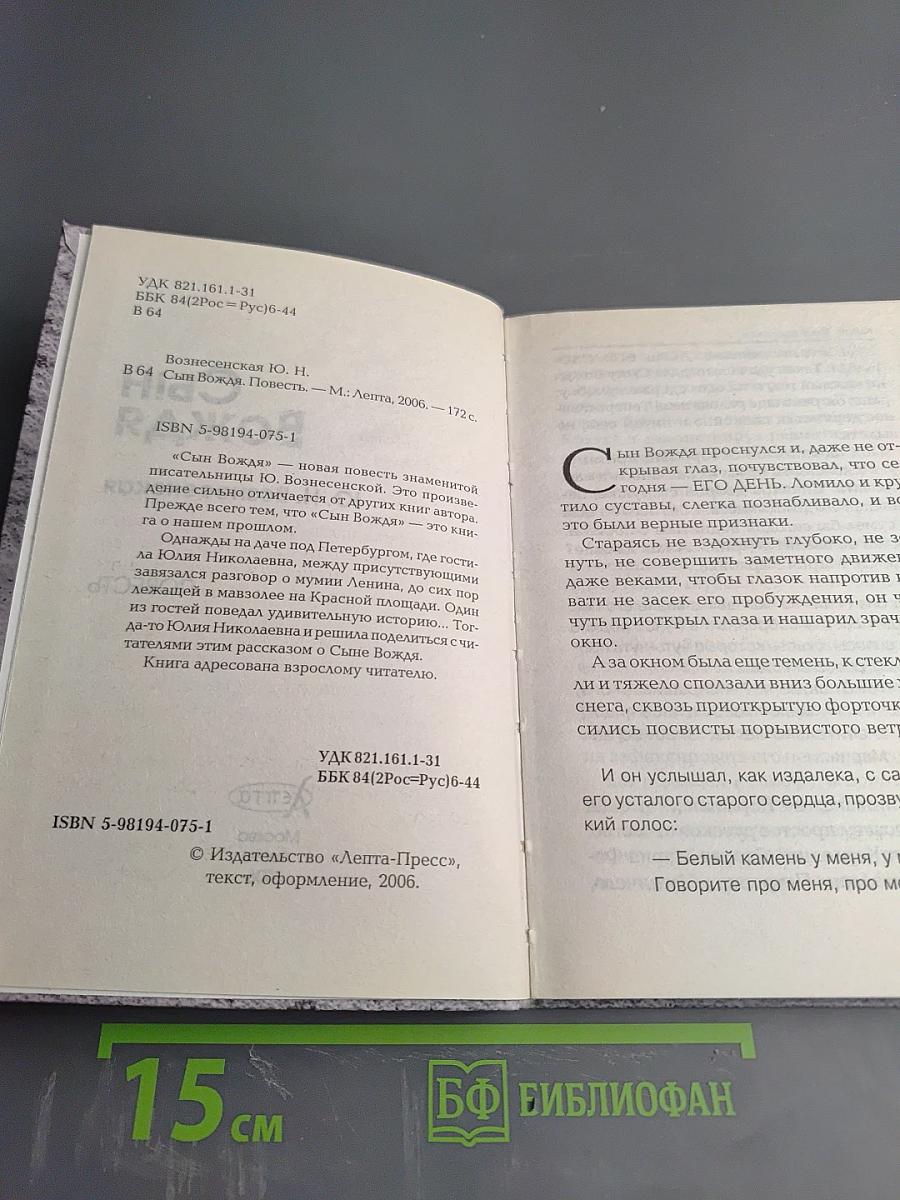 УДК 821.161.1-31
ББК 84(2Рос=Рус)6-44
В 64
Вознесенская Ю. Н.
В 64 Сын Вождя. Повесть. — М.: Лепта, 2006. — 172 с.
ISBN 5-98194-075-1
«Сын Вождя» — новая повесть знаменитой
писательницы Ю. Вознесенской. Это произве-
дение сильно отличается от других книг автора.
Прежде всего тем, что «Сын Вождя» — это кни-
га о нашем прошлом.
Однажды на даче под Петербургом, где гости-
ла Юлия Николаевна, между присутствующими
завязался разговор о мумии Ленина, до сих пор
лежащей в мавзолее на Красной площади. Один
из гостей поведал удивительную историю... Тог-
да-то Юлия Николаевна и решила поделиться с чи-
тателями этим рассказом о Сыне Вождя.
Книга адресована взрослому читателю.
УДК 821.161.1-31
ББК 84(2Рос=Рус)6-44
ISBN 5-98194-075-1
© Издательство «Лепта-Пресс»,
текст, оформление, 2006.
Сын Вождя проснулся и, даже не от-
крывая глаз, почувствовал, что се
годня — ЕГО ДЕНЬ. Ломило и кру
тило суставы, слегка познабливало, и в
это были верные признаки.
Стараясь не вздохнуть глубоко, не з
нуть, не совершить заметного движе
даже веками, чтобы глазок напротив
вати не засек его пробуждения, он ч
чуть приоткрыл глаза и нашарил зрач
окно.
А за окном была еще темень, к стекл
ли и тяжело сползали вниз большие
снега, сквозь приоткрытую форточк
сились посвисты порывистого ветр
И он услышал, как издалека, с са
его усталого старого сердца, прозву
кий голос:
— Белый камень у меня, у м
Говорите про меня, про м
15 см
БФ БИБЛИОФАН